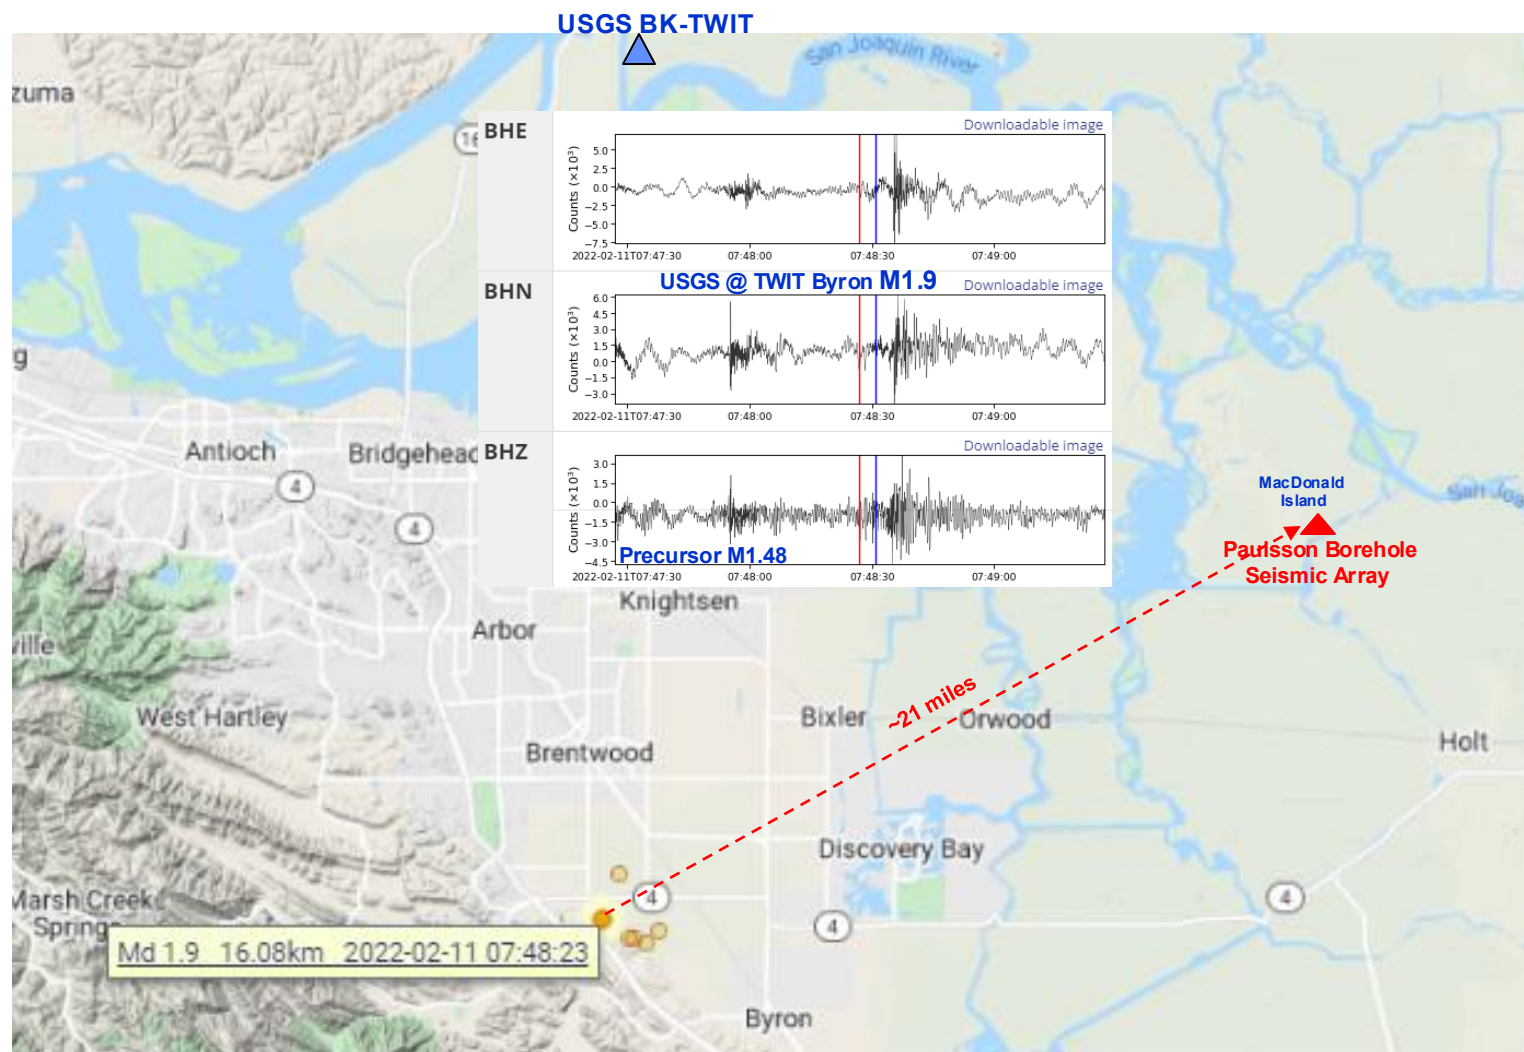 USGS BK-TWIT
San Joaquin River
zuma
16
BHE
Downloadable image
Counts (×10³)
5.0
2.5
0.0
−2.5
−5.0
−7.5
2022-02-11T07:47:30
07:48:00
07:48:30
07:49:00
USGS @ TWIT Byron M1.9
BHN
Downloadable image
Counts (×10³)
6.0
4.5
3.0
1.5
0.0
−1.5
−3.0
2022-02-11T07:47:30
07:48:00
07:48:30
07:49:00
BHZ
Downloadable image
Counts (×10³)
3.0
1.5
0.0
−1.5
−3.0
−4.5
Precursor M1.48
2022-02-11T07:47:30
07:48:00
07:48:30
07:49:00
g
Antioch
Bridgehead
4
4
MacDonald
Island
San Joa
Paulsson Borehole
Seismic Array
Knightsen
Arbor
ville
West Hartley
Brentwood
Bixler
~21 miles
Orwood
Holt
Discovery Bay
4
4
4
Marsh Creek
Springs
Md 1.9 16.08km 2022-02-11 07:48:23
Byron